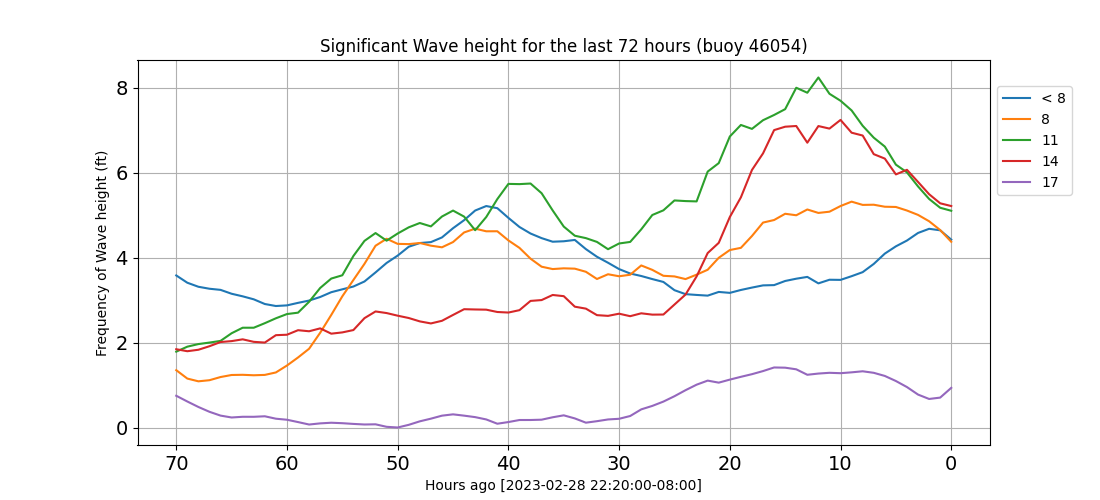 Significant Wave height for the last 72 hours (buoy 46054)
Frequency of Wave height (ft)
8
6
4
2
0
70 60 50 40 30 20 10 0
Hours ago [2023-02-28 22:20:00-08:00]
< 8
8
11
14
17